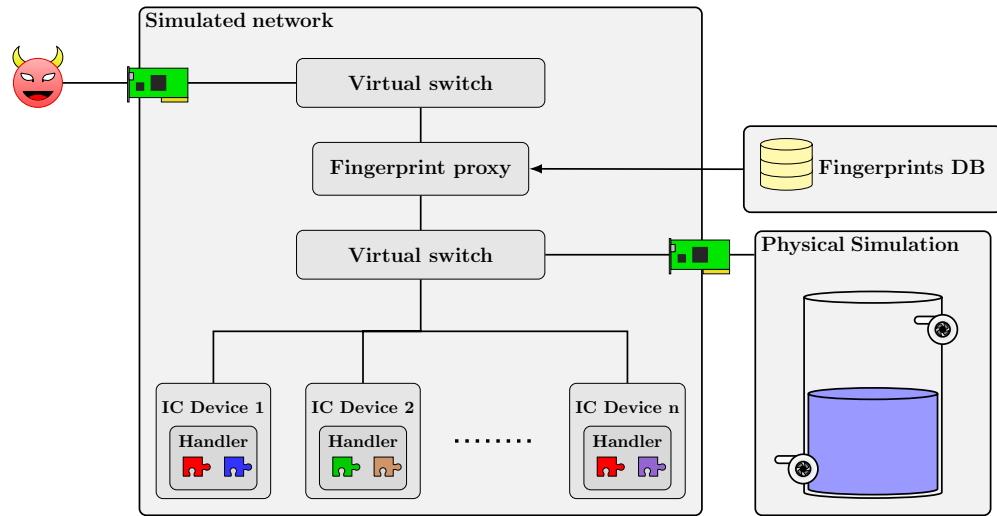 Simulated network
Virtual switch
Fingerprint proxy
Fingerprints DB
Virtual switch
Physical Simulation
IC Device 1
IC Device 2
IC Device n
Handler
Handler
Handler